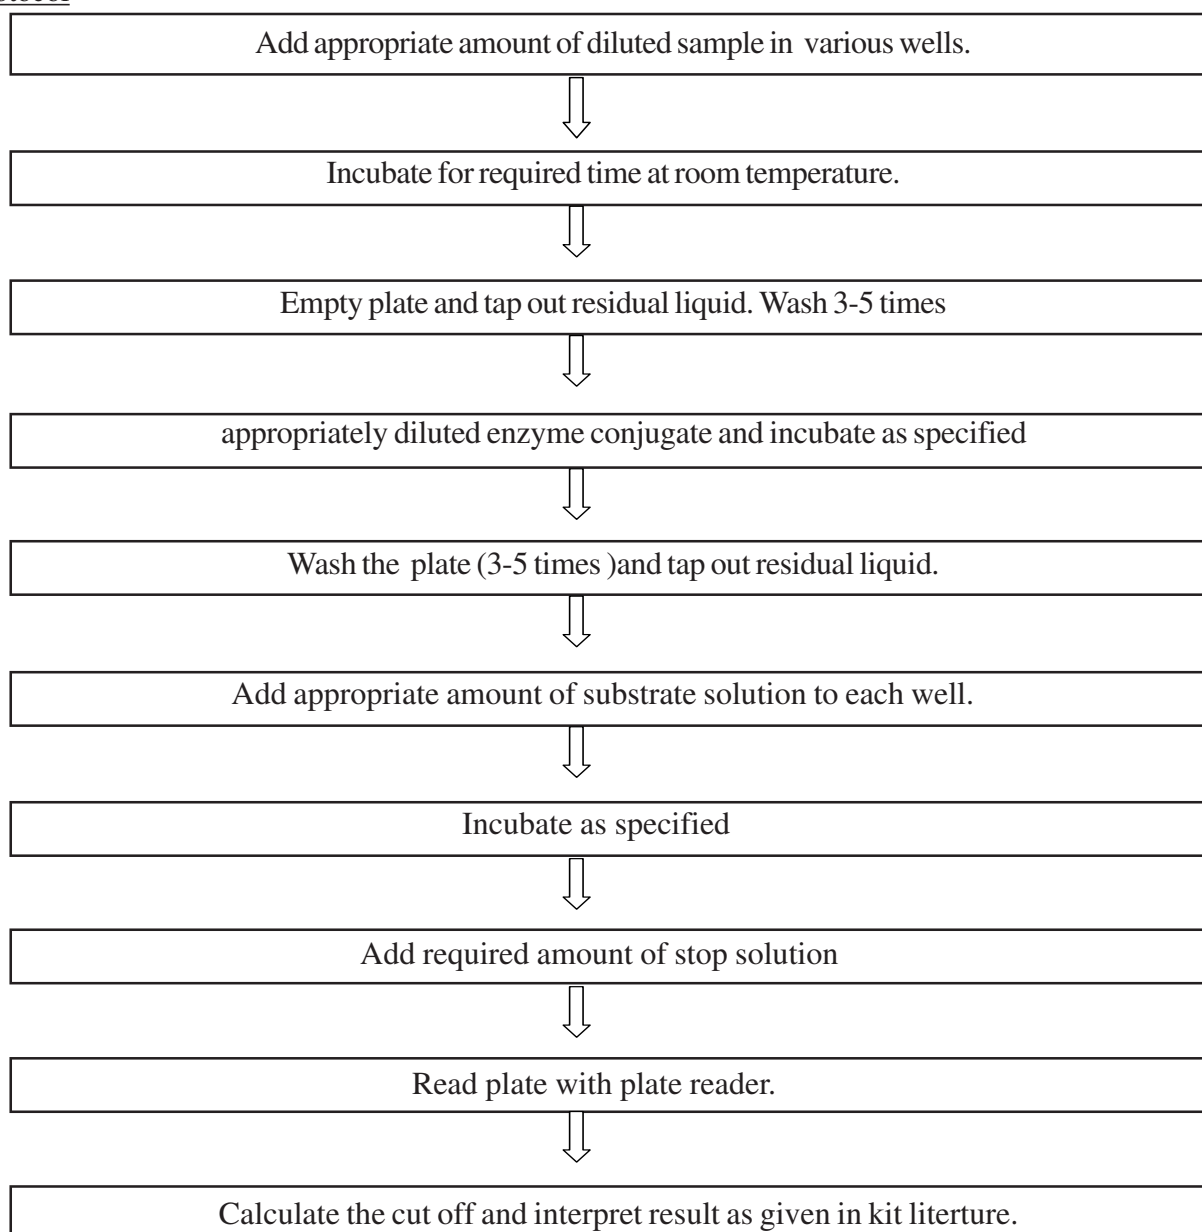 Add appropriate amount of diluted sample in various wells.
Incubate for required time at room temperature.
Empty plate and tap out residual liquid. Wash 3-5 times
appropriately diluted enzyme conjugate and incubate as specified
Wash the plate (3-5 times )and tap out residual liquid.
Add appropriate amount of substrate solution to each well.
Incubate as specified
Add required amount of stop solution
Read plate with plate reader.
Calculate the cut off and interpret result as given in kit literture.